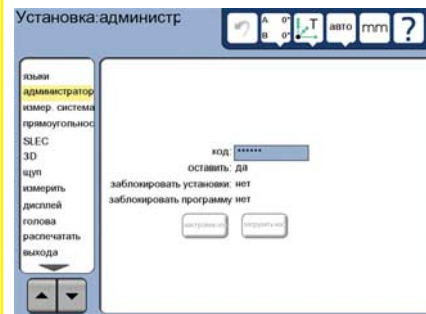 Установка:администр
A 0°
B 0°
T
авто
mm
?
языки
администратор
измер. система
прямоугольнос
SLEC
3D
щуп
измерить
дисплей
голова
распечатать
выхода
код: ******
оставить: да
заблокировать установки: нет
заблокировать программу нет